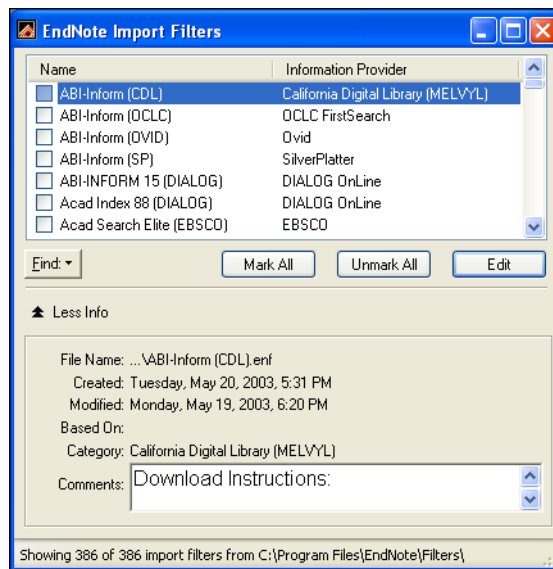 EndNote Import Filters
Name Information Provider
ABI-Inform (CDL) California Digital Library (MELVYL)
ABI-Inform (OCLC) OCLC FirstSearch
ABI-Inform (OVID) Ovid
ABI-Inform (SP) SilverPlatter
ABI-INFORM 15 (DIALOG) DIALOG OnLine
Acad Index 88 (DIALOG) DIALOG OnLine
Acad Search Elite (EBSCO) EBSCO
Find: Mark All Unmark All Edit
Less Info
File Name: ...\ABI-Inform (CDL).enf
Created: Tuesday, May 20, 2003, 5:31 PM
Modified: Monday, May 19, 2003, 6:20 PM
Based On:
Category: California Digital Library (MELVYL)
Comments: Download Instructions:
Showing 386 of 386 import filters from C:\Program Files\EndNote\Filters\